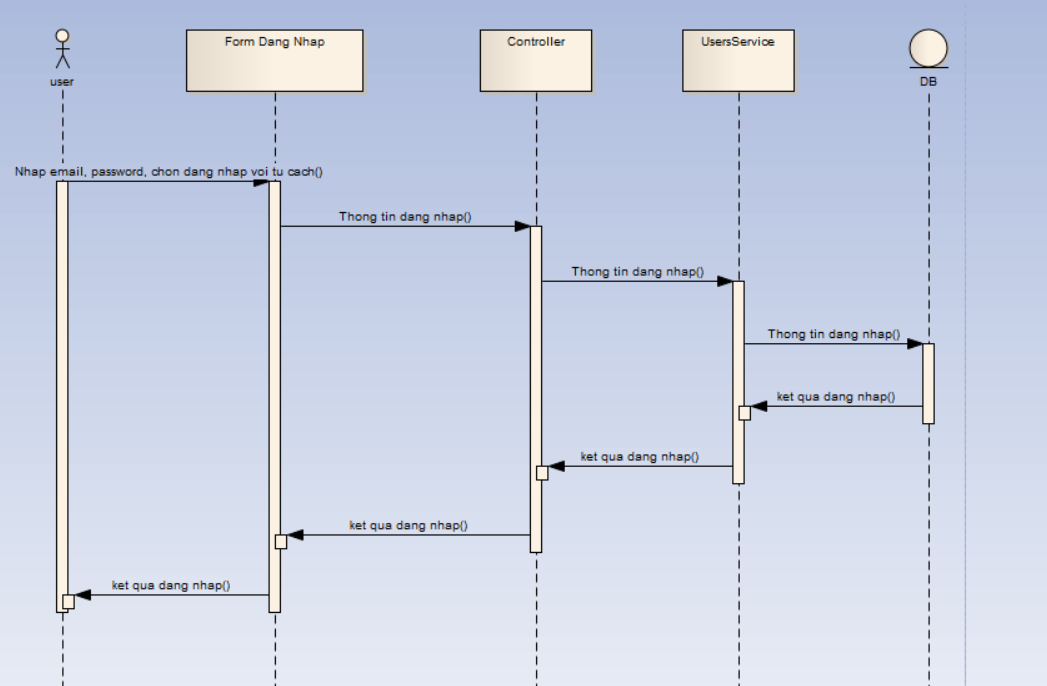 Form Dang Nhap
Controller
UsersService
user
DB
Nhap email, password, chon dang nhap voi tu cach()
Thong tin dang nhap()
Thong tin dang nhap()
Thong tin dang nhap()
ket qua dang nhap()
ket qua dang nhap()
ket qua dang nhap()
ket qua dang nhap()